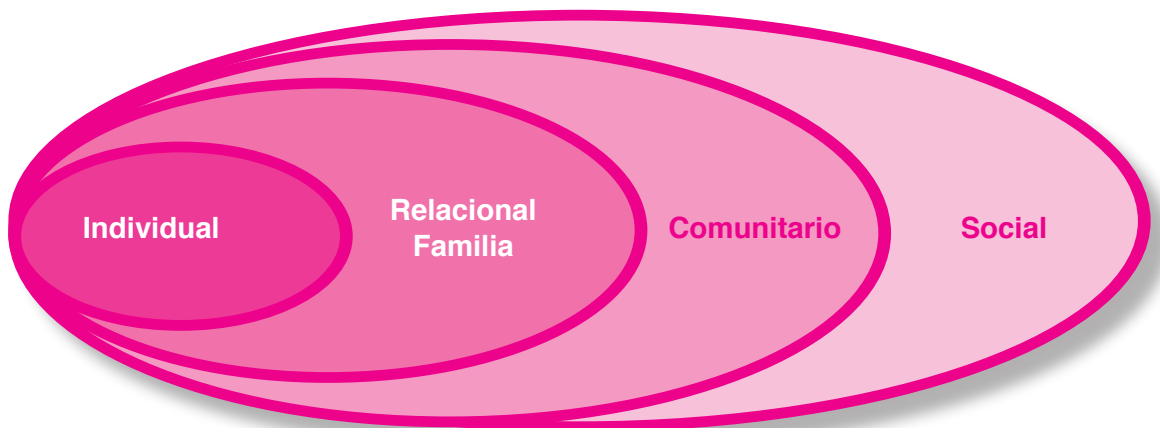 Individual
Relacional
Familia
Comunitario
Social